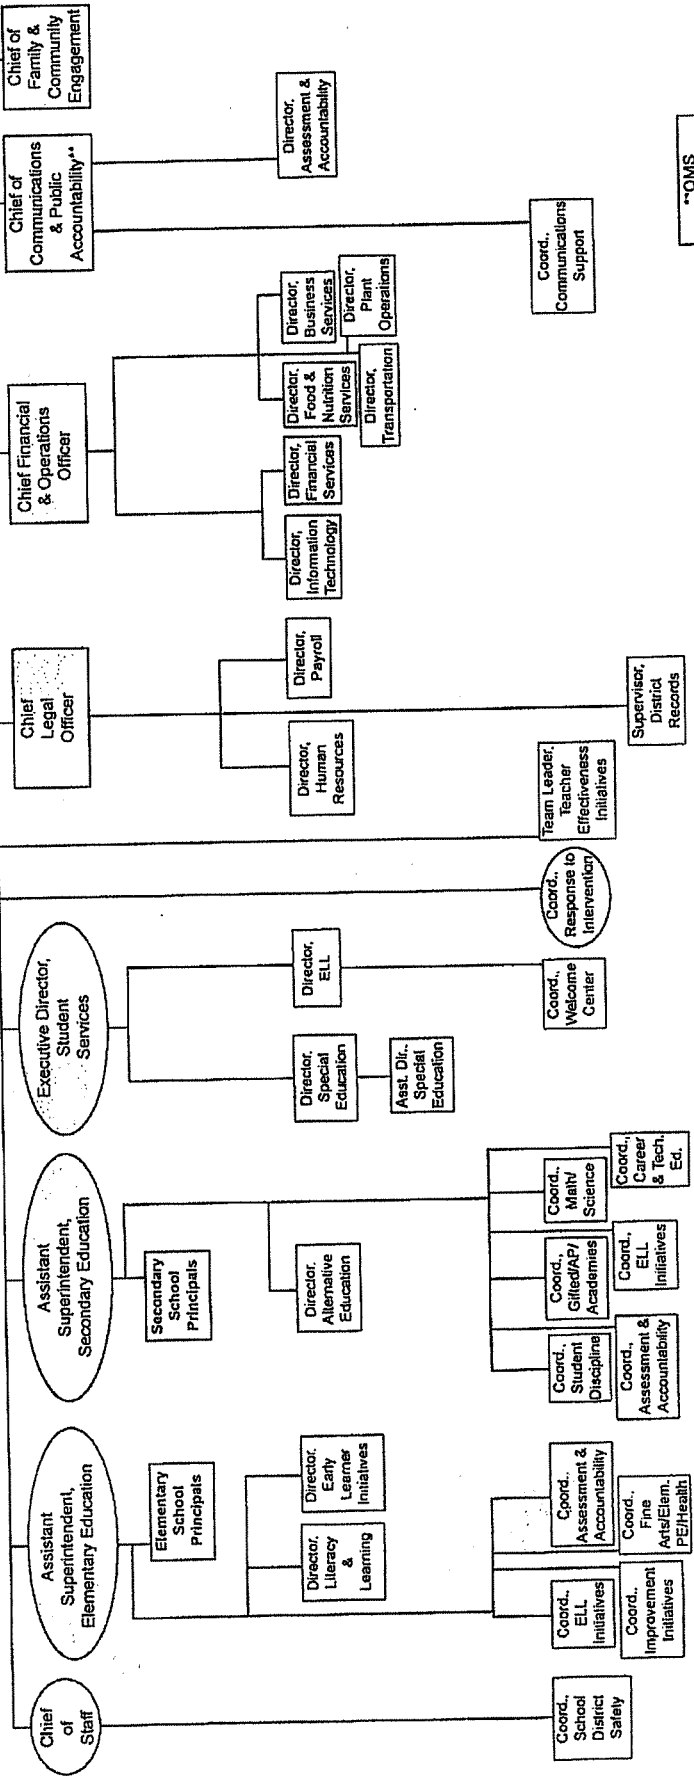 Chief of
Family &
Community
Engagement
Chief of
Communications
& Public
Accountability**
Director,
Assessment &
Accountability
Coord.,
Communications
Support
**OMS
Chief Financial
& Operations
Officer
Director,
Business
Services
Director,
Plant
Operations
Director,
Food &
Nutrition
Services
Director,
Transportation
Director,
Financial
Services
Director,
Information
Technology
Chief
Legal
Officer
Director,
Payroll
Director,
Human
Resources
Supervisor,
District
Records
Team Leader,
Teacher
Effectiveness
Initiatives
Coord.,
Response to
Intervention
Executive Director,
Student
Services
Director,
ELL
Coord.,
Welcome
Center
Director,
Special
Education
Asst. Dir.,
Special
Education
Assistant
Superintendent,
Secondary Education
Secondary
School
Principals
Director,
Alternative
Education
Coord.,
Career
& Tech.
Ed.
Coord.,
Math/
Science
Coord.,
ELL
Initiatives
Coord.,
Gifted/AP/
Academies
Coord.,
Assessment &
Accountability
Coord.,
Student
Discipline
Assistant
Superintendent,
Elementary Education
Elementary
School
Principals
Director,
Early
Learner
Initiatives
Director,
Literacy
&
Learning
Coord.,
Assessment &
Accountability
Coord.,
Fine
Arts/Elem.
PE/Health
Coord.,
ELL
Initiatives
Coord.,
Improvement
Initiatives
Chief
of
Staff
Coord.,
School
District
Safety